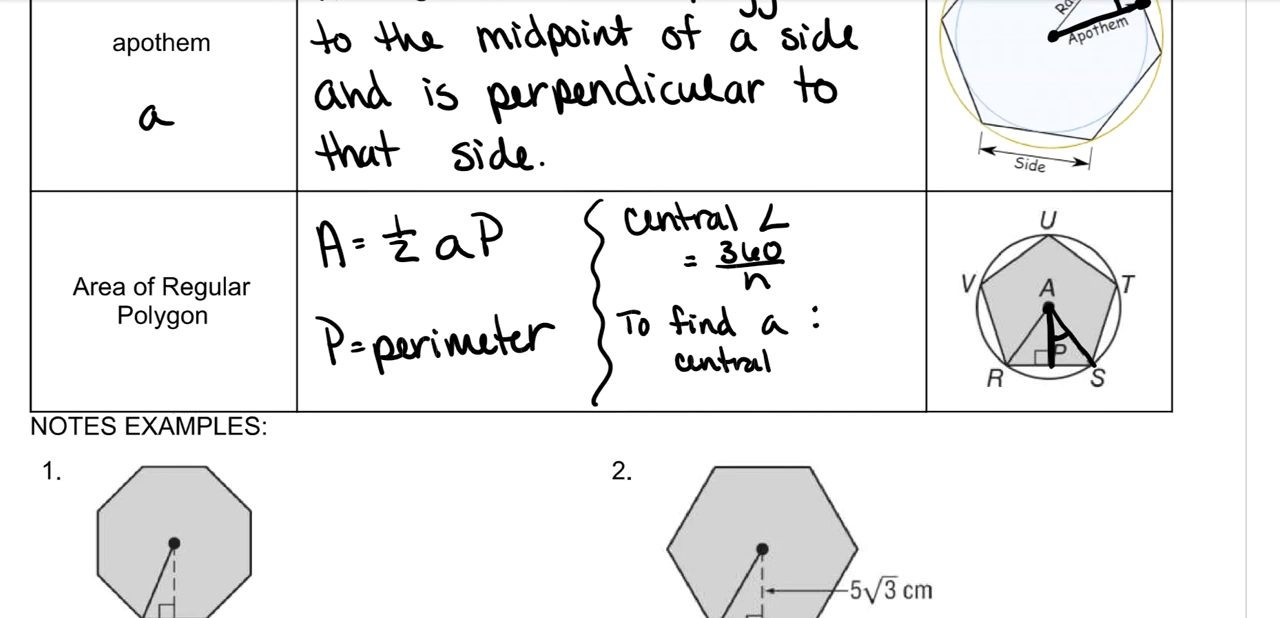 apothem
a
to the midpoint of a side
and is perpendicular to
that side.
Apothem
Side
Area of Regular
Polygon
A = 1/2 aP
P = perimeter
central ∠
= 360/n
To find a :
central
U
V
T
A
P
R
S
NOTES EXAMPLES:
1.
2.
5√3 cm